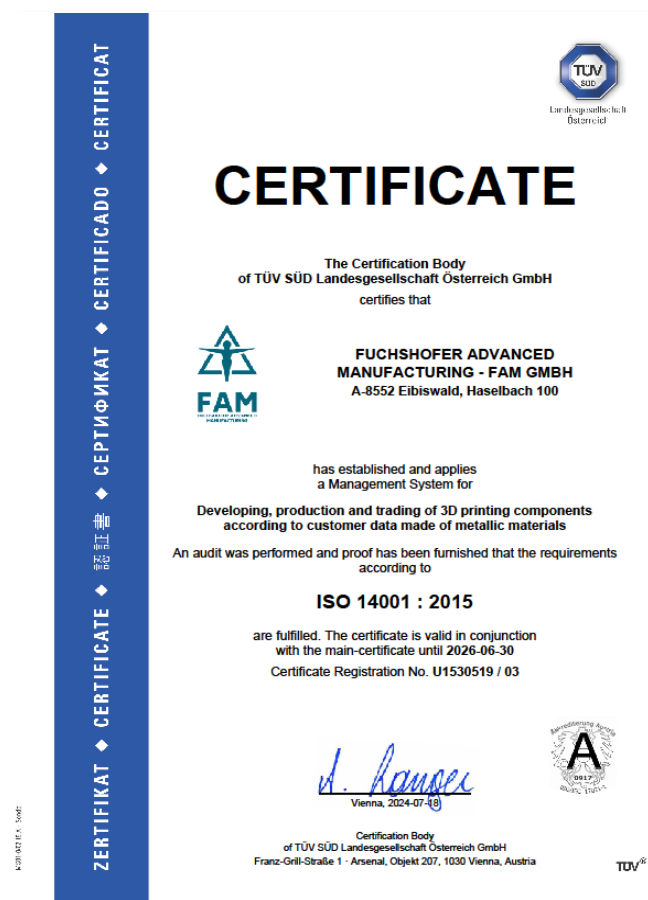 ZERTIFIKAT ◆ CERTIFICATE ◆ 認証書 ◆ СЕРТИФИКАТ ◆ CERTIFICADO ◆ CERTIFICAT
TÜV
SÜD
Landesgesellschaft
Österreich
CERTIFICATE
The Certification Body
of TÜV SÜD Landesgesellschaft Österreich GmbH
certifies that
FAM
MANUFACTURING
FUCHSHOFER ADVANCED
MANUFACTURING - FAM GMBH
A-8552 Eibiswald, Haselbach 100
has established and applies
a Management System for
Developing, production and trading of 3D printing components
according to customer data made of metallic materials
An audit was performed and proof has been furnished that the requirements
according to
ISO 14001 : 2015
are fulfilled. The certificate is valid in conjunction
with the main-certificate until 2026-06-30
Certificate Registration No. U1530519 / 03
Akkreditierung Austria
A
0917
Vienna, 2024-07-18
Certification Body
of TÜV SÜD Landesgesellschaft Österreich GmbH
Franz-Grill-Straße 1 · Arsenal, Objekt 207, 1030 Vienna, Austria
TÜV®